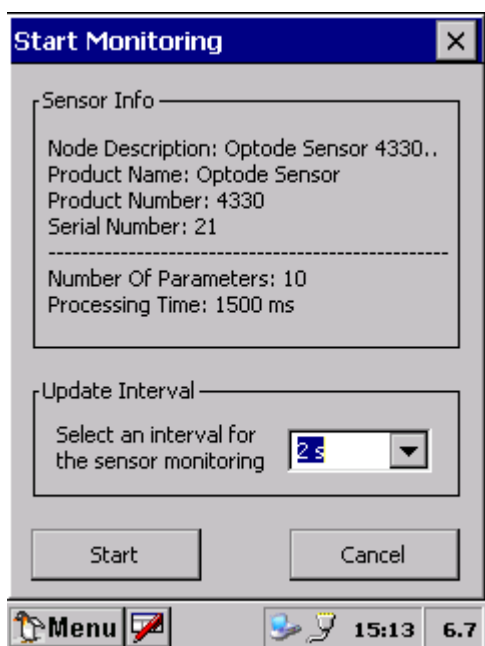 Start Monitoring
Sensor Info
Node Description: Optode Sensor 4330..
Product Name: Optode Sensor
Product Number: 4330
Serial Number: 21
Number Of Parameters: 10
Processing Time: 1500 ms
Update Interval
Select an interval for
the sensor monitoring
2 s
Start Cancel
Menu 15:13 6.7